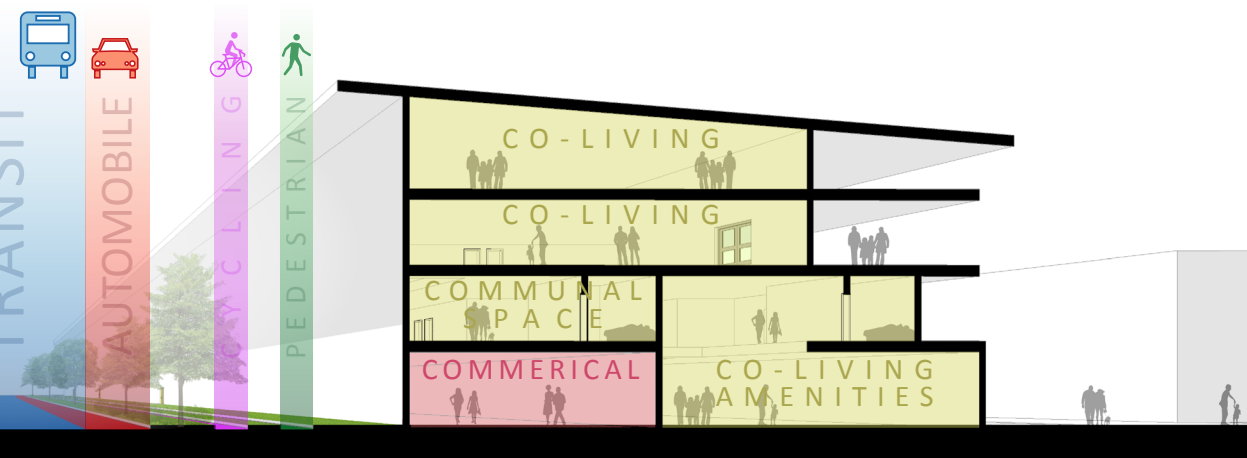 TRANSIT
AUTOMOBILE
CYCLING
PEDESTRIAN
CO-LIVING
CO-LIVING
COMMUNAL
SPACE
COMMERICAL
CO-LIVING
AMENITIES